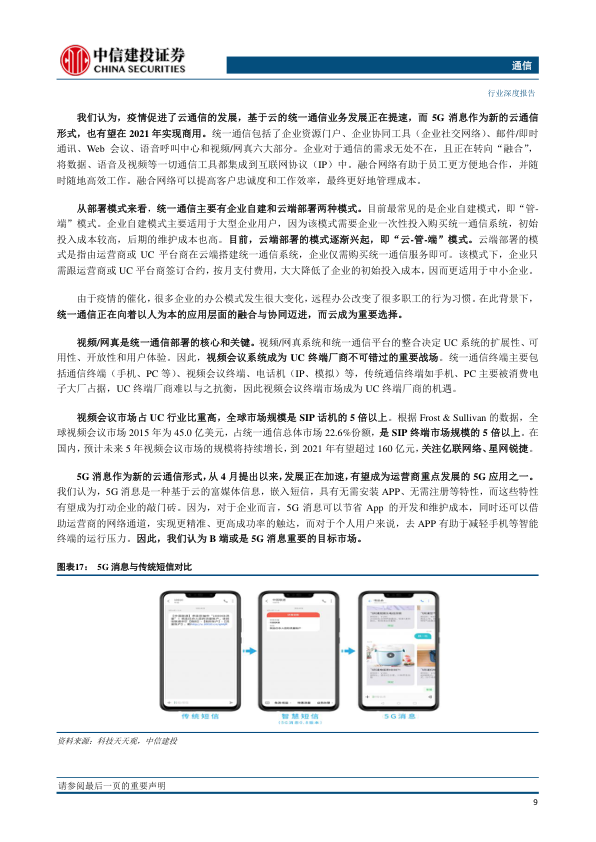 中信建投证券
CHINA SECURITIES
通信
行业深度报告
我们认为，疫情促进了云通信的发展，基于云的统一通信业务发展正在提速，而 5G 消息作为新的云通信
形式，也有望在 2021 年实现商用。统一通信包括了企业资源门户、企业协同工具（企业社交网络）、邮件/即时
通讯、Web 会议、语音呼叫中心和视频/网真六大部分。企业对于通信的需求无处不在，且正在转向“融合”，
将数据、语音及视频等一切通信工具都集成到互联网协议（IP）中。融合网络有助于员工更方便地合作，并随
时随地高效工作。融合网络可以提高客户忠诚度和工作效率，最终更好地管理成本。
从部署模式来看，统一通信主要有企业自建和云端部署两种模式。目前最常见的是企业自建模式，即“管-
端”模式。企业自建模式主要适用于大型企业用户，因为该模式需要企业一次性投入购买统一通信系统，初始
投入成本较高，后期的维护成本也高。目前，云端部署的模式逐渐兴起，即“云-管-端”模式。云端部署的模
式是指由运营商或 UC 平台商在云端搭建统一通信系统，企业仅需购买统一通信服务即可。该模式下，企业只
需跟运营商或 UC 平台商签订合约，按月支付费用，大大降低了企业的初始投入成本，因而更适用于中小企业。
由于疫情的催化，很多企业的办公模式发生很大变化，远程办公改变了很多职工的行为习惯。在此背景下，
统一通信正在向着以人为本的应用层面的融合与协同迈进，而云成为重要选择。
视频/网真是统一通信部署的核心和关键。视频/网真系统和统一通信平台的整合决定 UC 系统的扩展性、可
用性、开放性和用户体验。因此，视频会议系统成为 UC 终端厂商不可错过的重要战场。统一通信终端主要包
括通信终端（手机、PC 等）、视频会议终端、电话机（IP、模拟）等，传统通信终端如手机、PC 主要被消费电
子大厂占据，UC 终端厂商难以与之抗衡，因此视频会议终端市场成为 UC 终端厂商的机遇。
视频会议市场占 UC 行业比重高，全球市场规模是 SIP 话机的 5 倍以上。根据 Frost & Sullivan 的数据，全
球视频会议市场 2015 年为 45.0 亿美元，占统一通信总体市场 22.6%份额，是 SIP 终端市场规模的 5 倍以上。在
国内，预计未来 5 年视频会议市场的规模将持续增长，到 2021 年有望超过 160 亿元，关注亿联网络、星网锐捷。
5G 消息作为新的云通信形式，从 4 月提出以来，发展正在加速，有望成为运营商重点发展的 5G 应用之一。
我们认为，5G 消息是一种基于云的富媒体信息，嵌入短信，具有无需安装 APP、无需注册等特性，而这些特性
有望成为打动企业的敲门砖。因为，对于企业而言，5G 消息可以节省 App 的开发和维护成本，同时还可以借
助运营商的网络通道，实现更精准、更高成功率的触达，而对于个人用户来说，去 APP 有助于减轻手机等智能
终端的运行压力。因此，我们认为 B 端或是 5G 消息重要的目标市场。
图表17： 5G 消息与传统短信对比
传统短信
智慧短信
5G消息
资料来源：科技天天观，中信建投
请参阅最后一页的重要声明
9